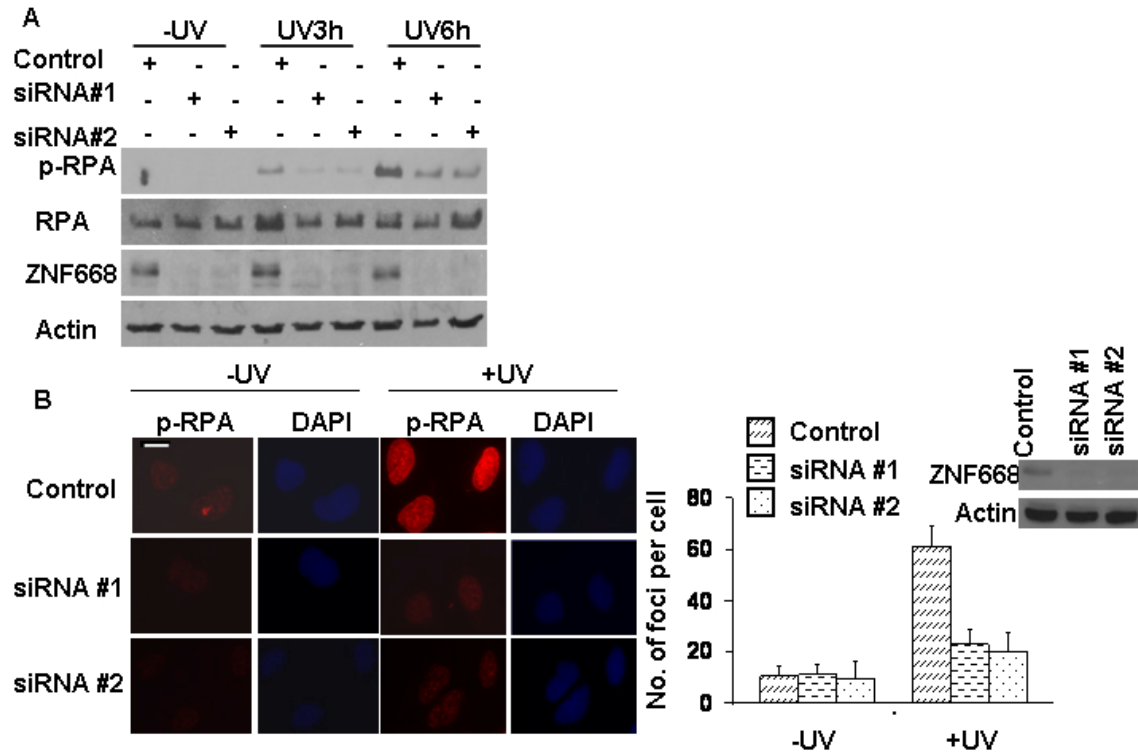 A
-UV UV3h UV6h
Control + - - + - - + - -
siRNA#1 - + - - + - - + -
siRNA#2 - - + - - + - - +
p-RPA
RPA
ZNF668
Actin
B
-UV +UV
p-RPA DAPI p-RPA DAPI
Control
siRNA #1
siRNA #2
Control
siRNA #1
siRNA #2
Control siRNA #1 siRNA #2
ZNF668
Actin
No. of foci per cell
80
60
40
20
0
-UV +UV